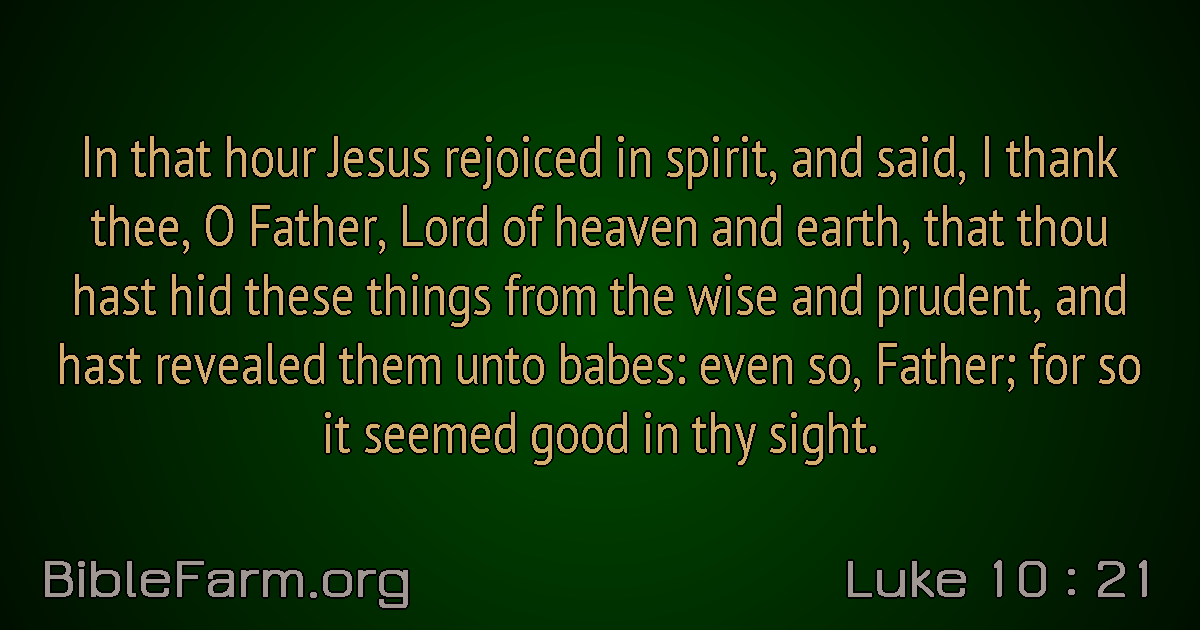 In that hour Jesus rejoiced in spirit, and said, I thank
thee, O Father, Lord of heaven and earth, that thou
hast hid these things from the wise and prudent, and
hast revealed them unto babes: even so, Father; for so
it seemed good in thy sight.
BibleFarm.org
Luke 10 : 21